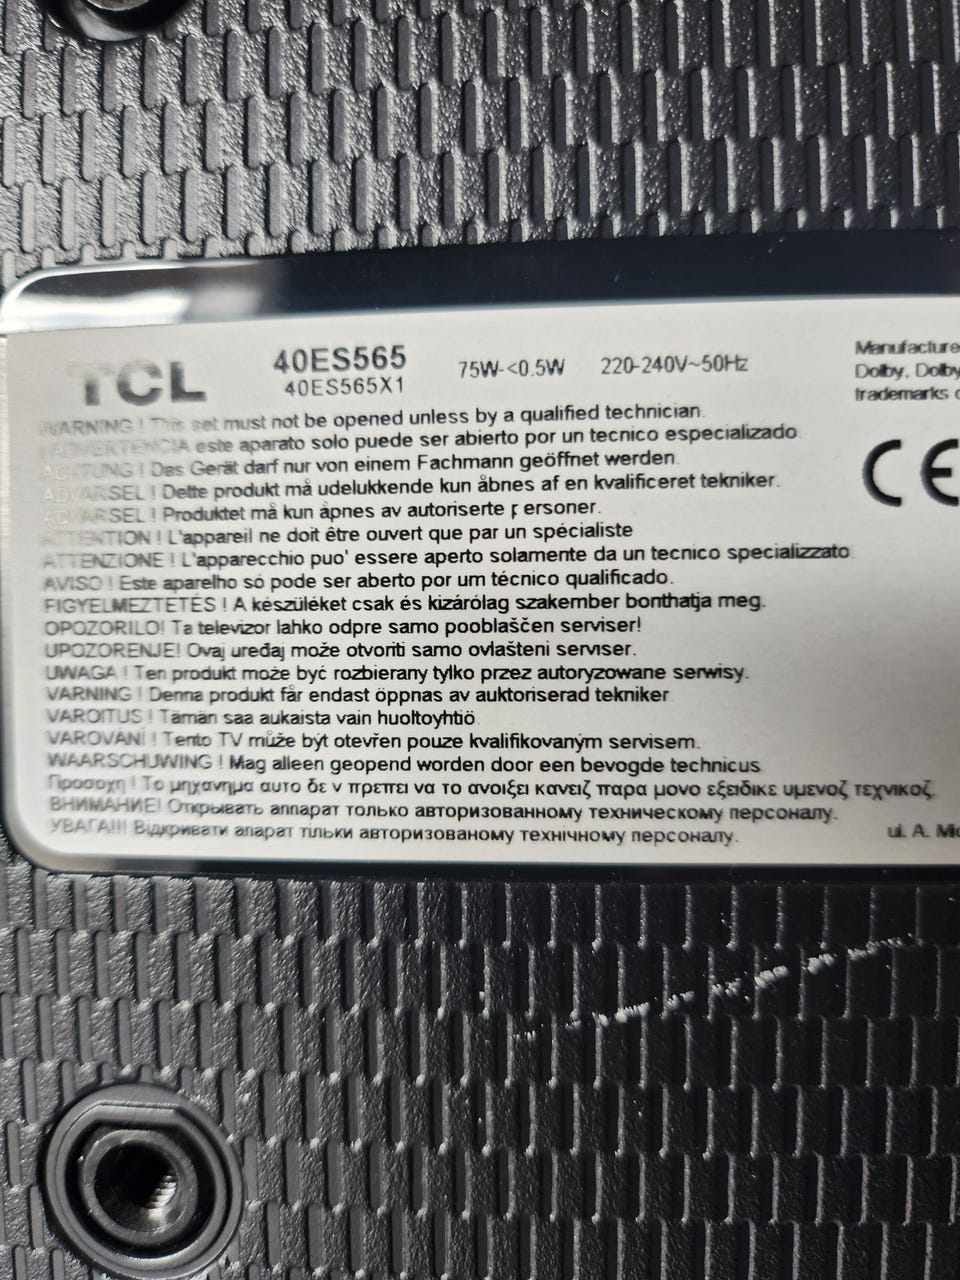 TCL 40ES565 75W-<0.5W 220-240V~50Hz
40ES565X1
Manufacture
Dolby, Dolby
trademarks
WARNING ! This set must not be opened unless by a qualified technician.
ADVERTENCIA este aparato solo puede ser abierto por un tecnico especializado
ACHTUNG ! Das Gerät darf nur von einem Fachmann geöffnet werden.
ADVARSEL ! Dette produkt må udelukkende kun åbnes af en kvalificeret tekniker.
ADVARSEL ! Produktet må kun åpnes av autoriserte p ersoner.
ATTENTION ! L'appareil ne doit être ouvert que par un spécialiste
ATTENZIONE ! L'apparecchio puo' essere aperto solamente da un tecnico specializzato
AVISO ! Este aparelho só pode ser aberto por um técnico qualificado.
FIGYELMEZTETÉS ! A készüléket csak és kizárólag szakember bonthatja meg.
OPOZORILO! Ta televizor lahko odpre samo pooblaščen serviser!
UPOZORENJE! Ovaj uređaj može otvoriti samo ovlašteni serviser.
UWAGA ! Ten produkt może być rozbierany tylko przez autoryzowane serwisy.
VARNING ! Denna produkt får endast öppnas av auktoriserad tekniker
VAROITUS ! Tämän saa aukaista vain huoltoyhtiö
VAROVÁNÍ ! Tento TV může být otevřen pouze kvalifikovaným servisem.
WAARSCHUWING ! Mag alleen geopend worden door een bevogde technicus
Προσοχη ! Το μηχανημα αυτο δε ν πρεπει να το ανοιξει κανειζ παρα μονο εξειδικε υμενοζ τεχνικοζ.
ВНИМАНИЕ! Открывать аппарат только авторизованному техническому персоналу.
УВАГА!!! Відкривати апарат тільки авторизованому технічному персоналу.
CE
ul. A.